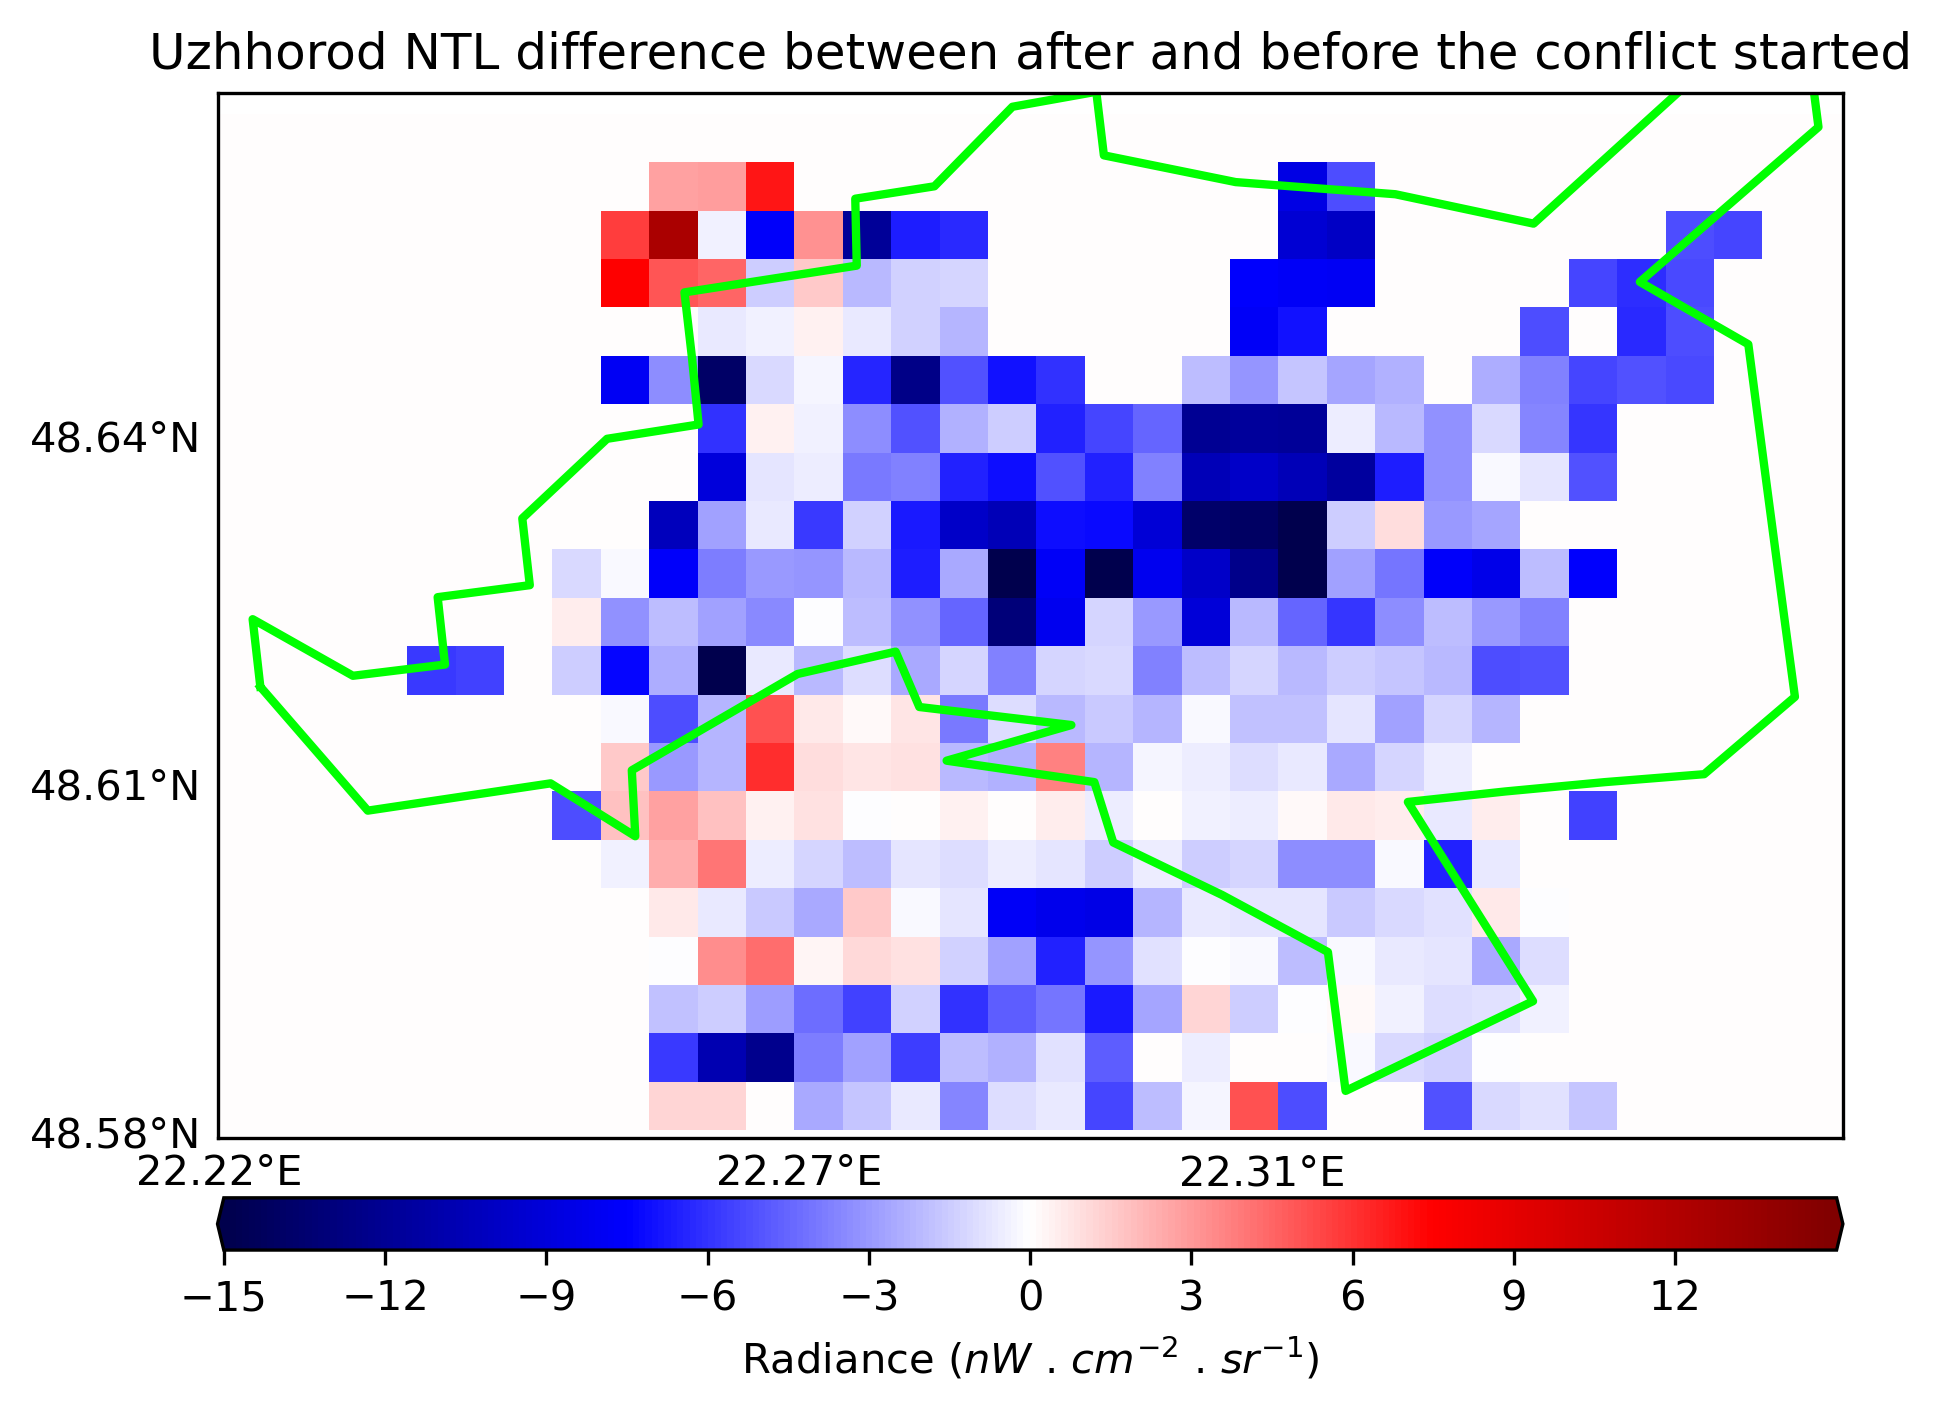 Uzhhorod NTL difference between after and before the conflict started
48.64°N
48.61°N
48.58°N
22.22°E 22.27°E 22.31°E
−15 −12 −9 −6 −3 0 3 6 9 12
Radiance (nW . cm⁻² . sr⁻¹)